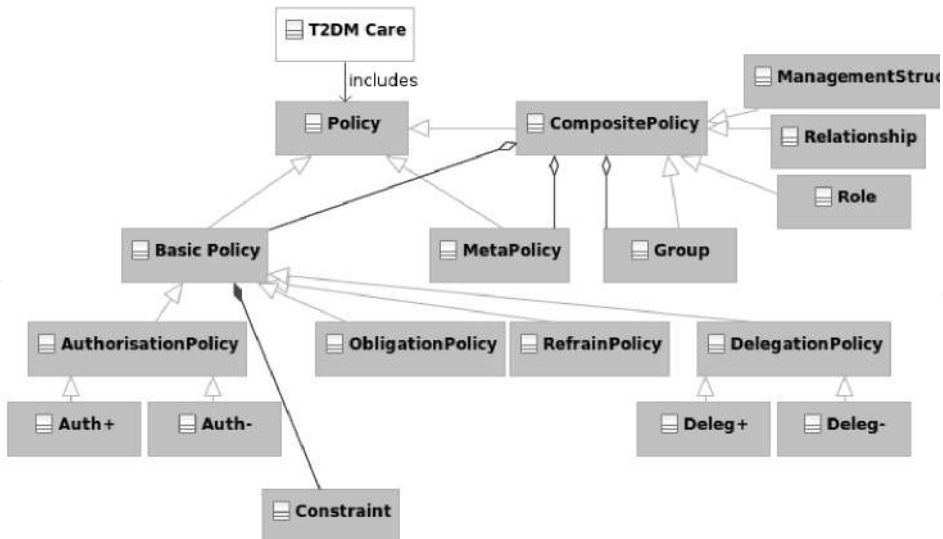 T2DM Care
includes
ManagementStruc
Policy
CompositePolicy
Relationship
Role
Basic Policy
MetaPolicy
Group
AuthorisationPolicy
ObligationPolicy
RefrainPolicy
DelegationPolicy
Auth+
Auth-
Deleg+
Deleg-
Constraint